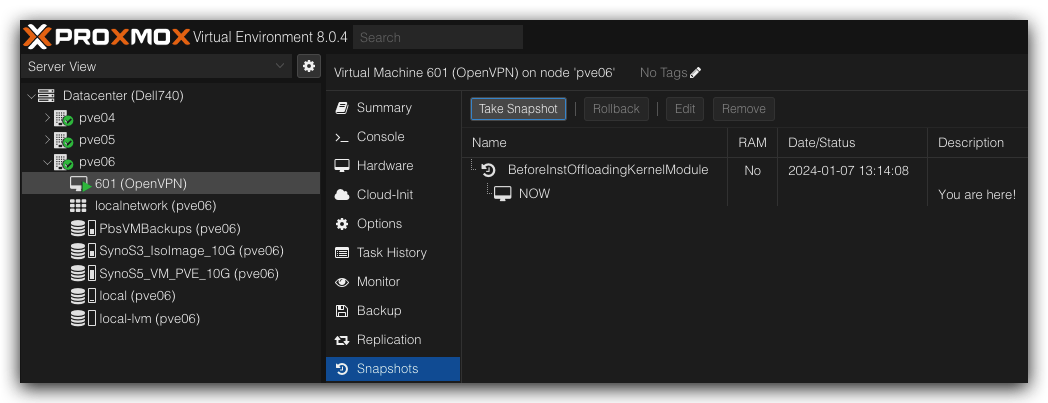 PROXMOX Virtual Environment 8.0.4 Search
Server View
Datacenter (Dell740)
pve04
pve05
pve06
601 (OpenVPN)
localnetwork (pve06)
PbsVMBackups (pve06)
SynoS3_IsoImage_10G (pve06)
SynoS5_VM_PVE_10G (pve06)
local (pve06)
local-lvm (pve06)
Virtual Machine 601 (OpenVPN) on node 'pve06' No Tags
Summary
Console
Hardware
Cloud-Init
Options
Task History
Monitor
Backup
Replication
Snapshots
Take Snapshot Rollback Edit Remove
Name RAM Date/Status Description
BeforeInstOffloadingKernelModule No 2024-01-07 13:14:08
NOW You are here!